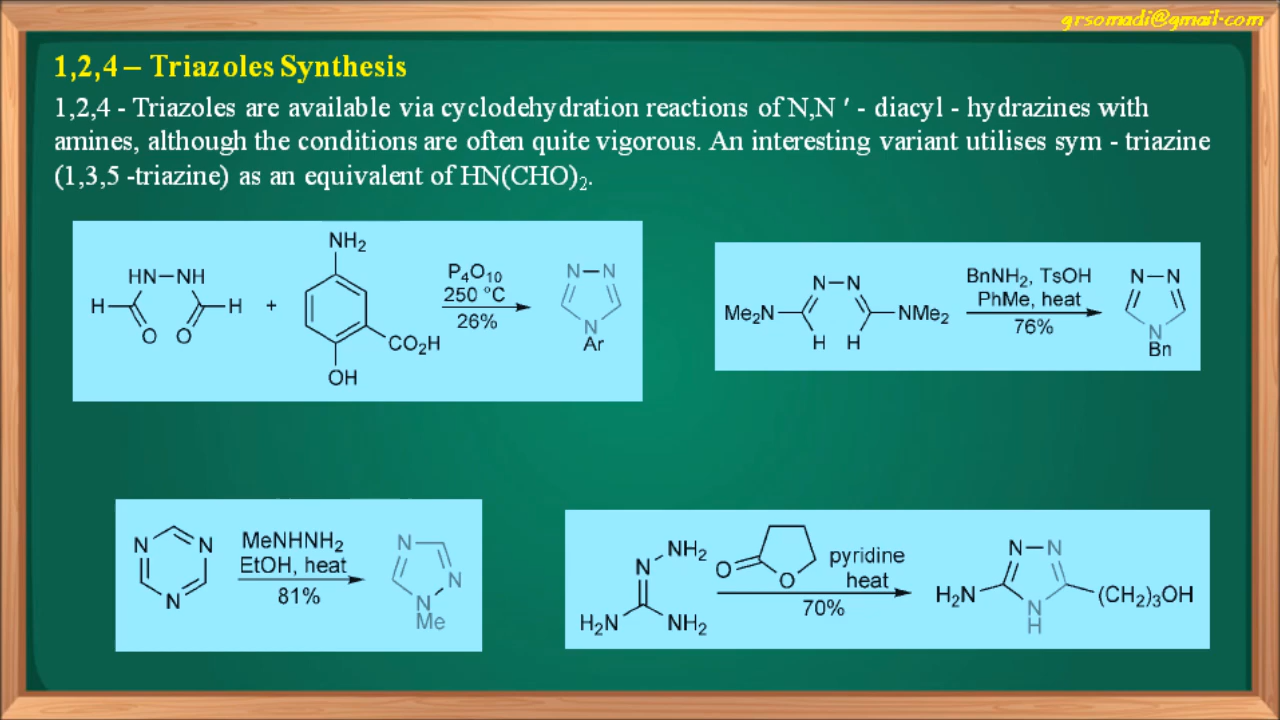 grsomadi@gmail.com
1,2,4 – Triazoles Synthesis
1,2,4 - Triazoles are available via cyclodehydration reactions of N,N ′ - diacyl - hydrazines with
amines, although the conditions are often quite vigorous. An interesting variant utilises sym - triazine
(1,3,5 -triazine) as an equivalent of HN(CHO)₂.
NH₂
HN–NH
H
H
O
O
+
CO₂H
OH
P₄O₁₀
250 °C
26%
N–N
N
Ar
N–N
Me₂N
NMe₂
H
H
BnNH₂, TsOH
PhMe, heat
76%
N–N
N
Bn
N
N
N
MeNHNH₂
EtOH, heat
81%
N
N
N
Me
NH₂
N
H₂N
NH₂
O
O
pyridine
heat
70%
N–N
H₂N
(CH₂)₃OH
N
H